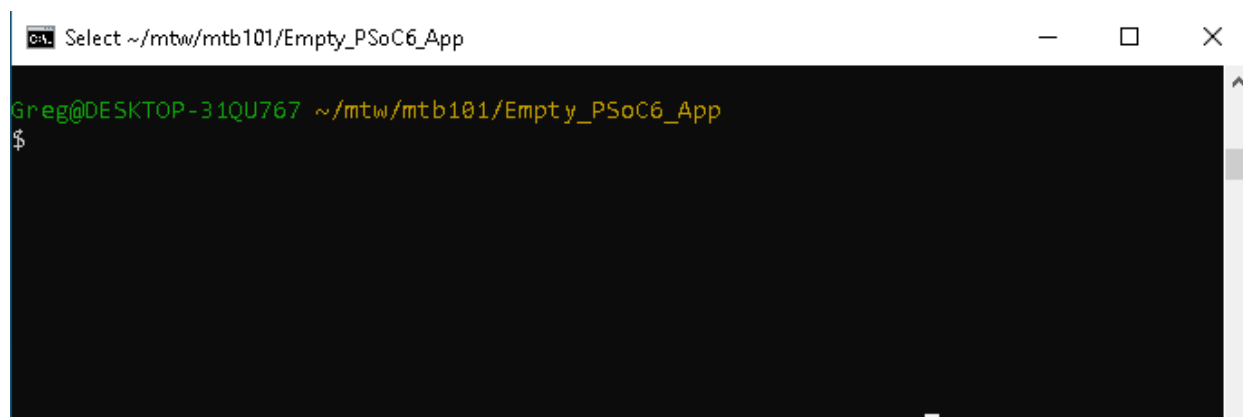 Select ~/mtw/mtb101/Empty_PSoC6_App
Greg@DESKTOP-31QU767 ~/mtw/mtb101/Empty_PSoC6_App
$